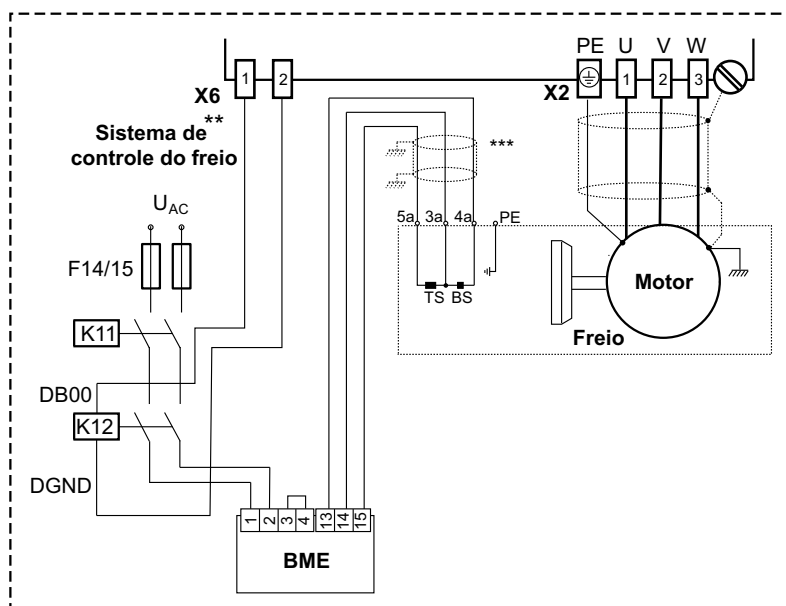 PE U V W
1 2
1 2 3
X6
X2
**
Sistema de
controle do freio
***
U_AC
5a 3a 4a PE
F14/15
TS BS
Motor
Freio
K11
DB00
K12
DGND
1 2 3 4 13 14 15
BME